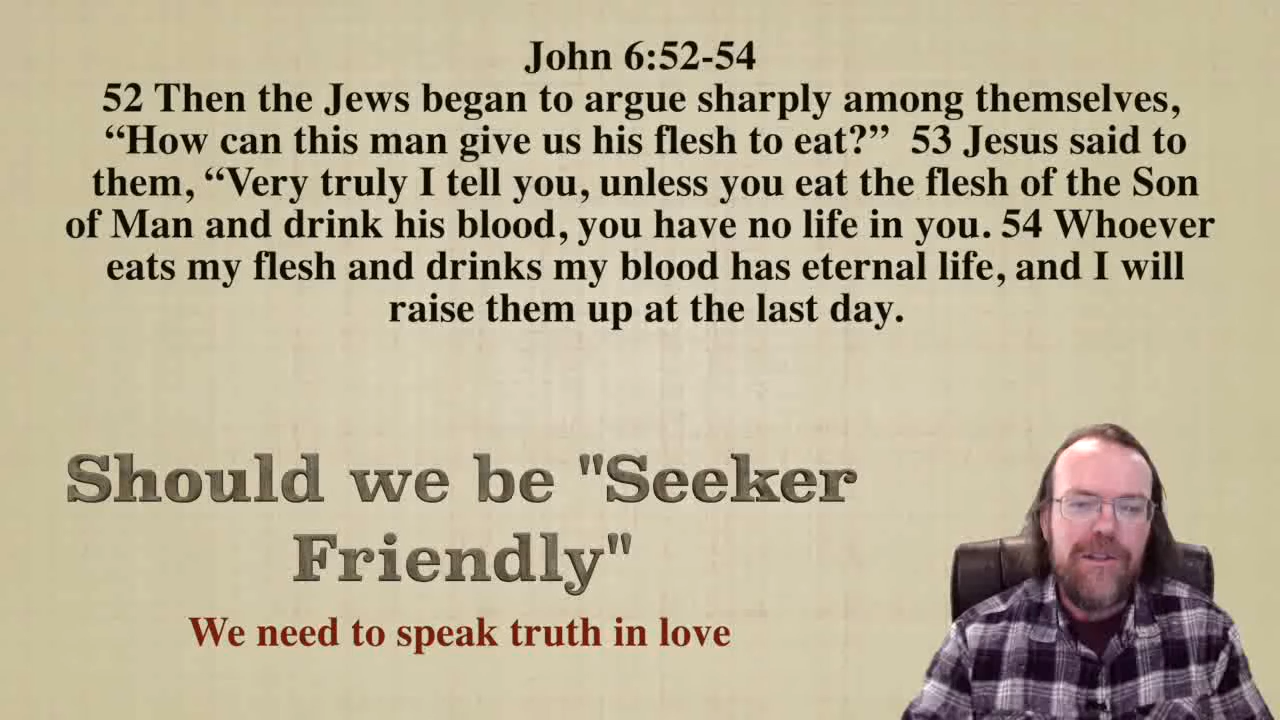 John 6:52-54
52 Then the Jews began to argue sharply among themselves,
“How can this man give us his flesh to eat?”  53 Jesus said to
them, “Very truly I tell you, unless you eat the flesh of the Son
of Man and drink his blood, you have no life in you. 54 Whoever
eats my flesh and drinks my blood has eternal life, and I will
raise them up at the last day.
Should we be "Seeker
Friendly"
We need to speak truth in love